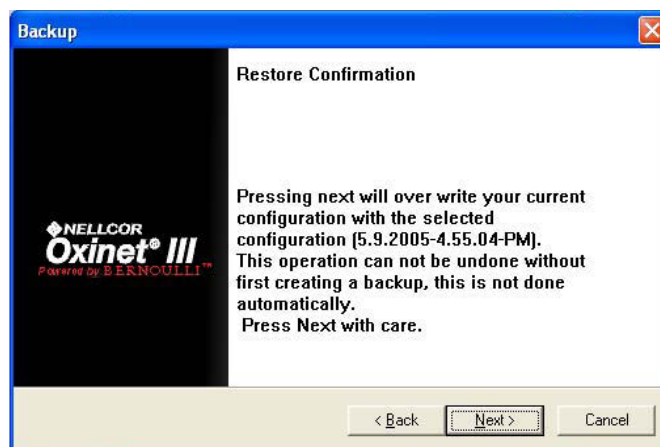 Backup
Restore Confirmation
Pressing next will over write your current
configuration with the selected
configuration (5.9.2005-4.55.04-PM).
This operation can not be undone without
first creating a backup, this is not done
automatically.
Press Next with care.
NELLCOR
Oxinet® III
Powered by BERNOULLI™
< Back
Next >
Cancel